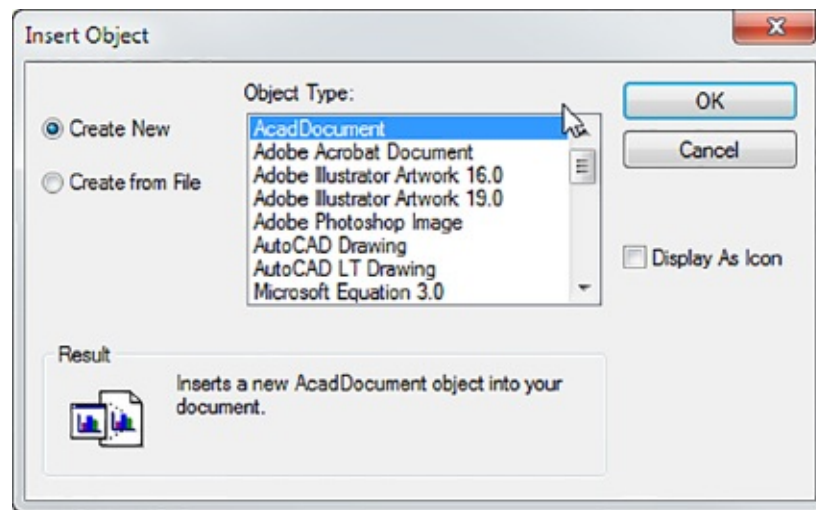 Insert Object
Create New
Create from File
Object Type:
AcadDocument
Adobe Acrobat Document
Adobe Illustrator Artwork 16.0
Adobe Illustrator Artwork 19.0
Adobe Photoshop Image
AutoCAD Drawing
AutoCAD LT Drawing
Microsoft Equation 3.0
OK
Cancel
Display As Icon
Result
Inserts a new AcadDocument object into your
document.